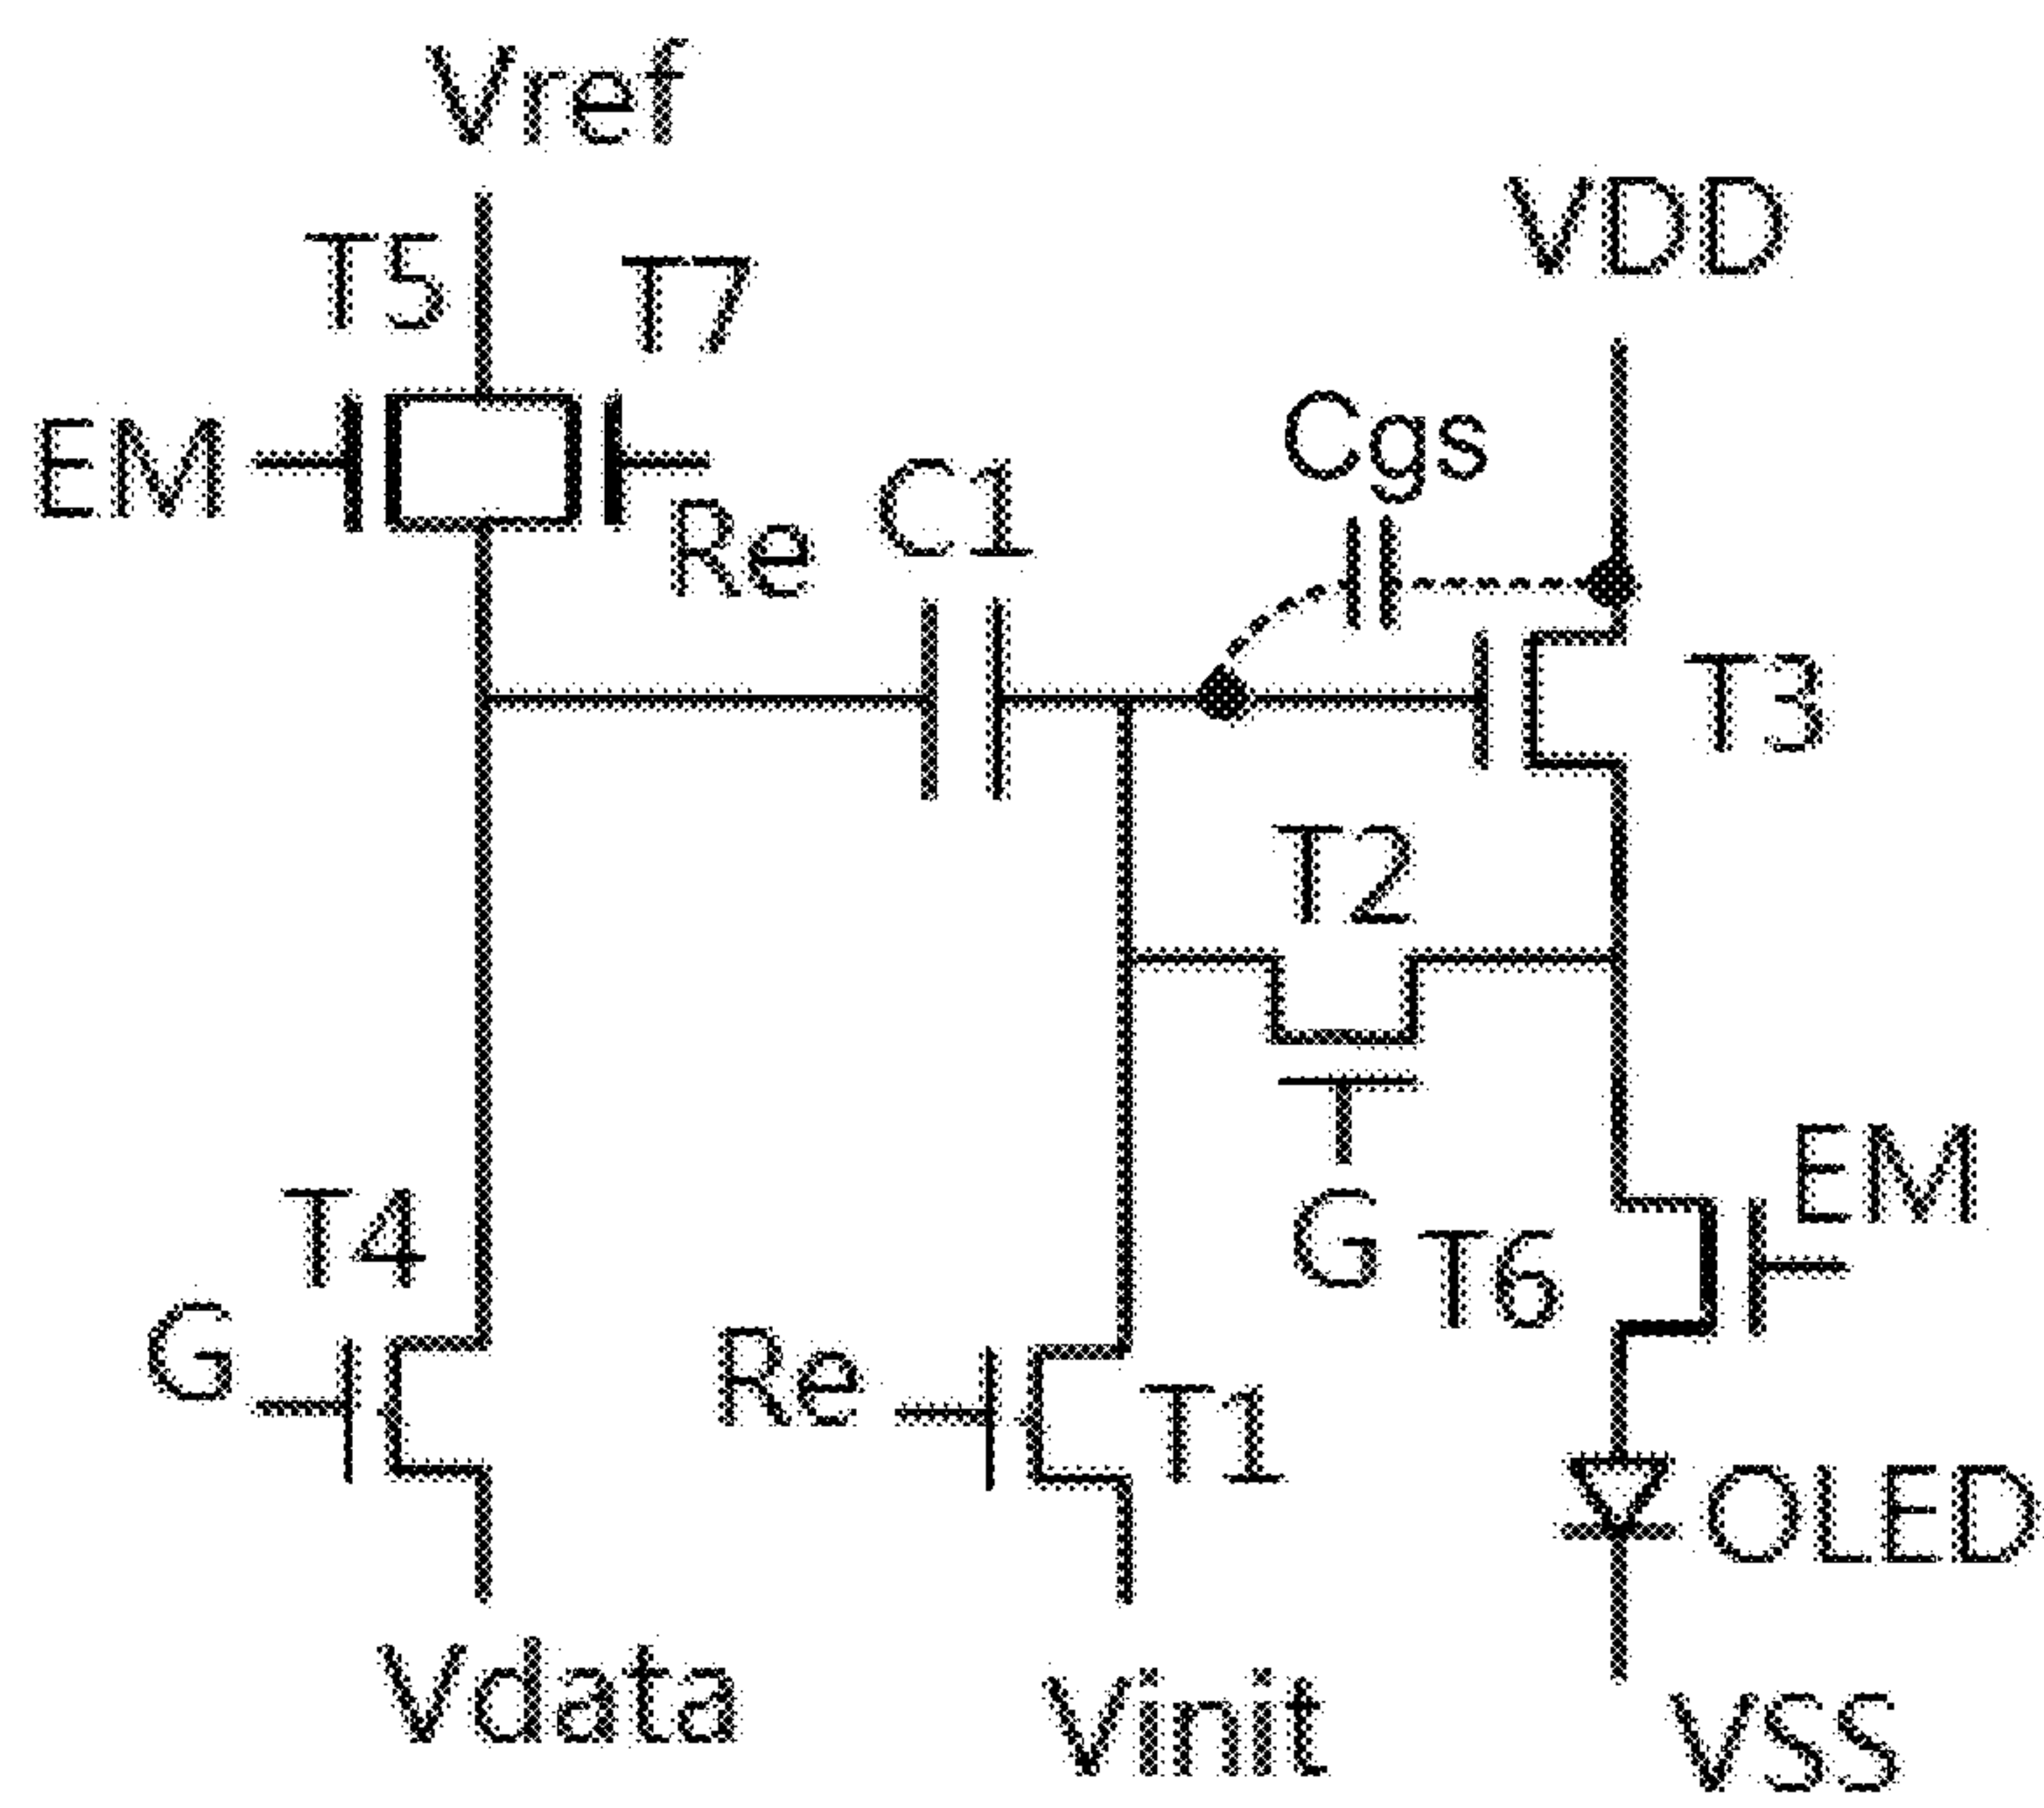 Vref
VDD
T5
T7
EM
Cgs
C1
Re
T3
T2
EM
T4
G
T6
G
Re
T1
OLED
Vdata
Vinit
VSS